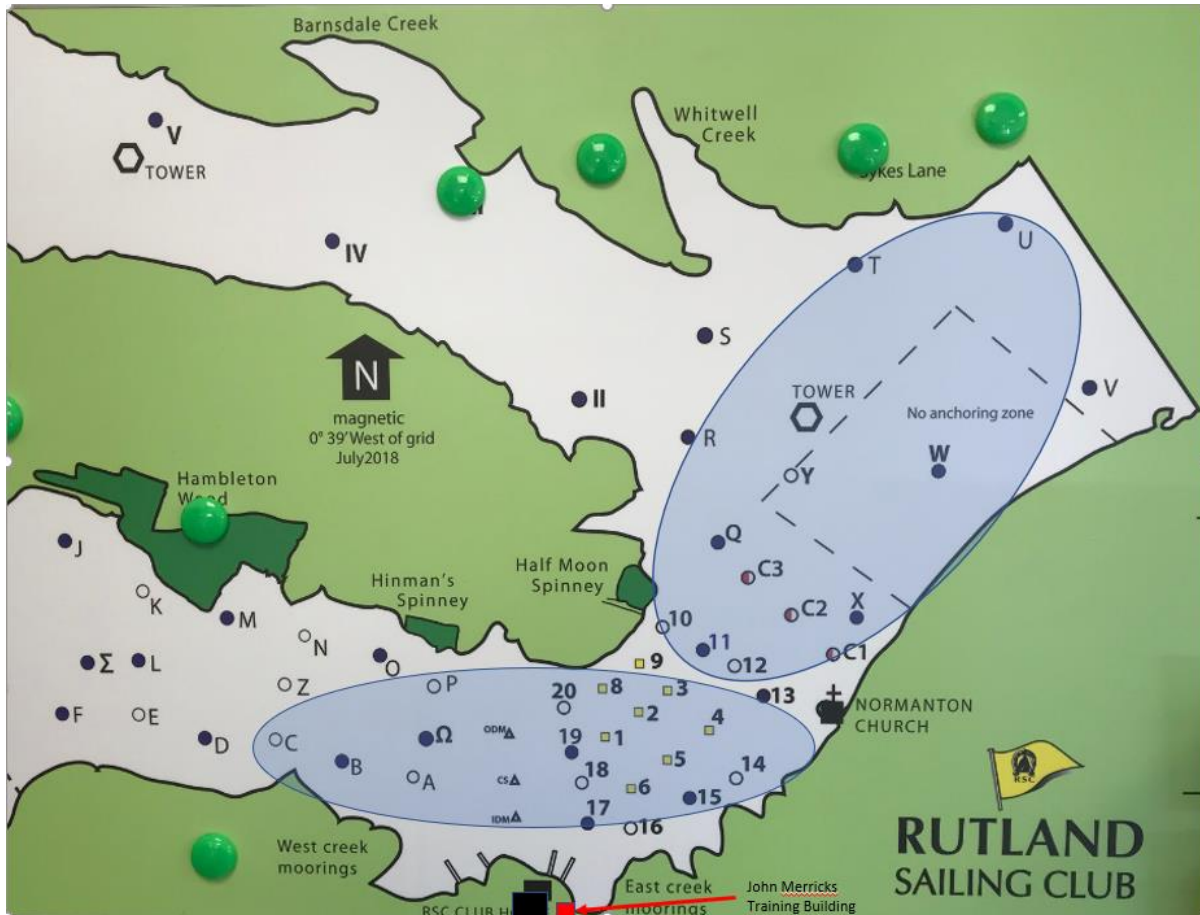 Barnsdale Creek
Whitwell
Creek
V
TOWER
Sykes Lane
U
T
IV
S
N
TOWER
V
II
No anchoring zone
magnetic
0° 39' West of grid
July2018
R
W
Y
Hambleton
J
Q
Half Moon
Spinney
C3
Hinman's
Spinney
K
M
C2
X
10
N
11
12
C1
Σ
L
O
9
Z
P
8
3
13
NORMANTON
CHURCH
20
F
E
2
4
D
C
Ω
ODM
19
1
RSC
B
A
CS
18
5
14
6
15
IDM
17
16
RUTLAND
SAILING CLUB
West creek
moorings
East creek
moorings
John Merricks
Training Building
RSC CLUB